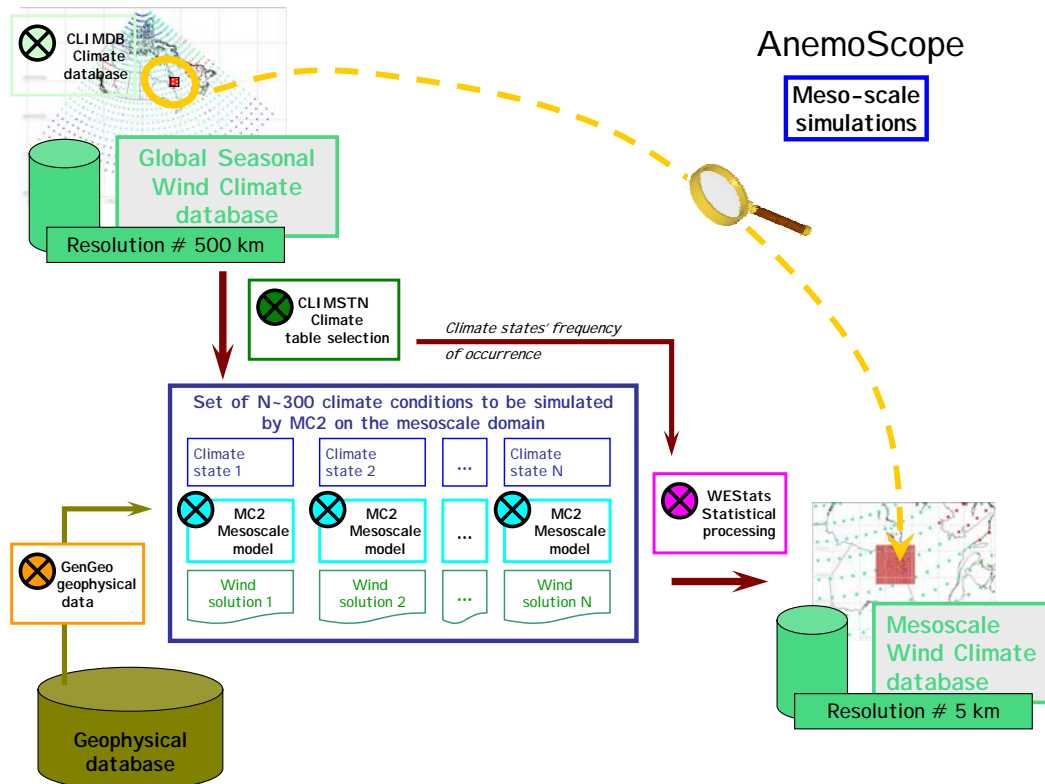 CLIMDB
Climate
database
AnemoScope
Meso-scale
simulations
Global Seasonal
Wind Climate
database
Resolution # 500 km
CLIMSTN
Climate
table selection
Climate states' frequency
of occurrence
Set of N~300 climate conditions to be simulated
by MC2 on the mesoscale domain
Climate
state 1
Climate
state 2
...
Climate
state N
MC2
Mesoscale
model
MC2
Mesoscale
model
...
MC2
Mesoscale
model
Wind
solution 1
Wind
solution 2
...
Wind
solution N
WEStats
Statistical
processing
GenGeo
geophysical
data
Geophysical
database
Mesoscale
Wind Climate
database
Resolution # 5 km